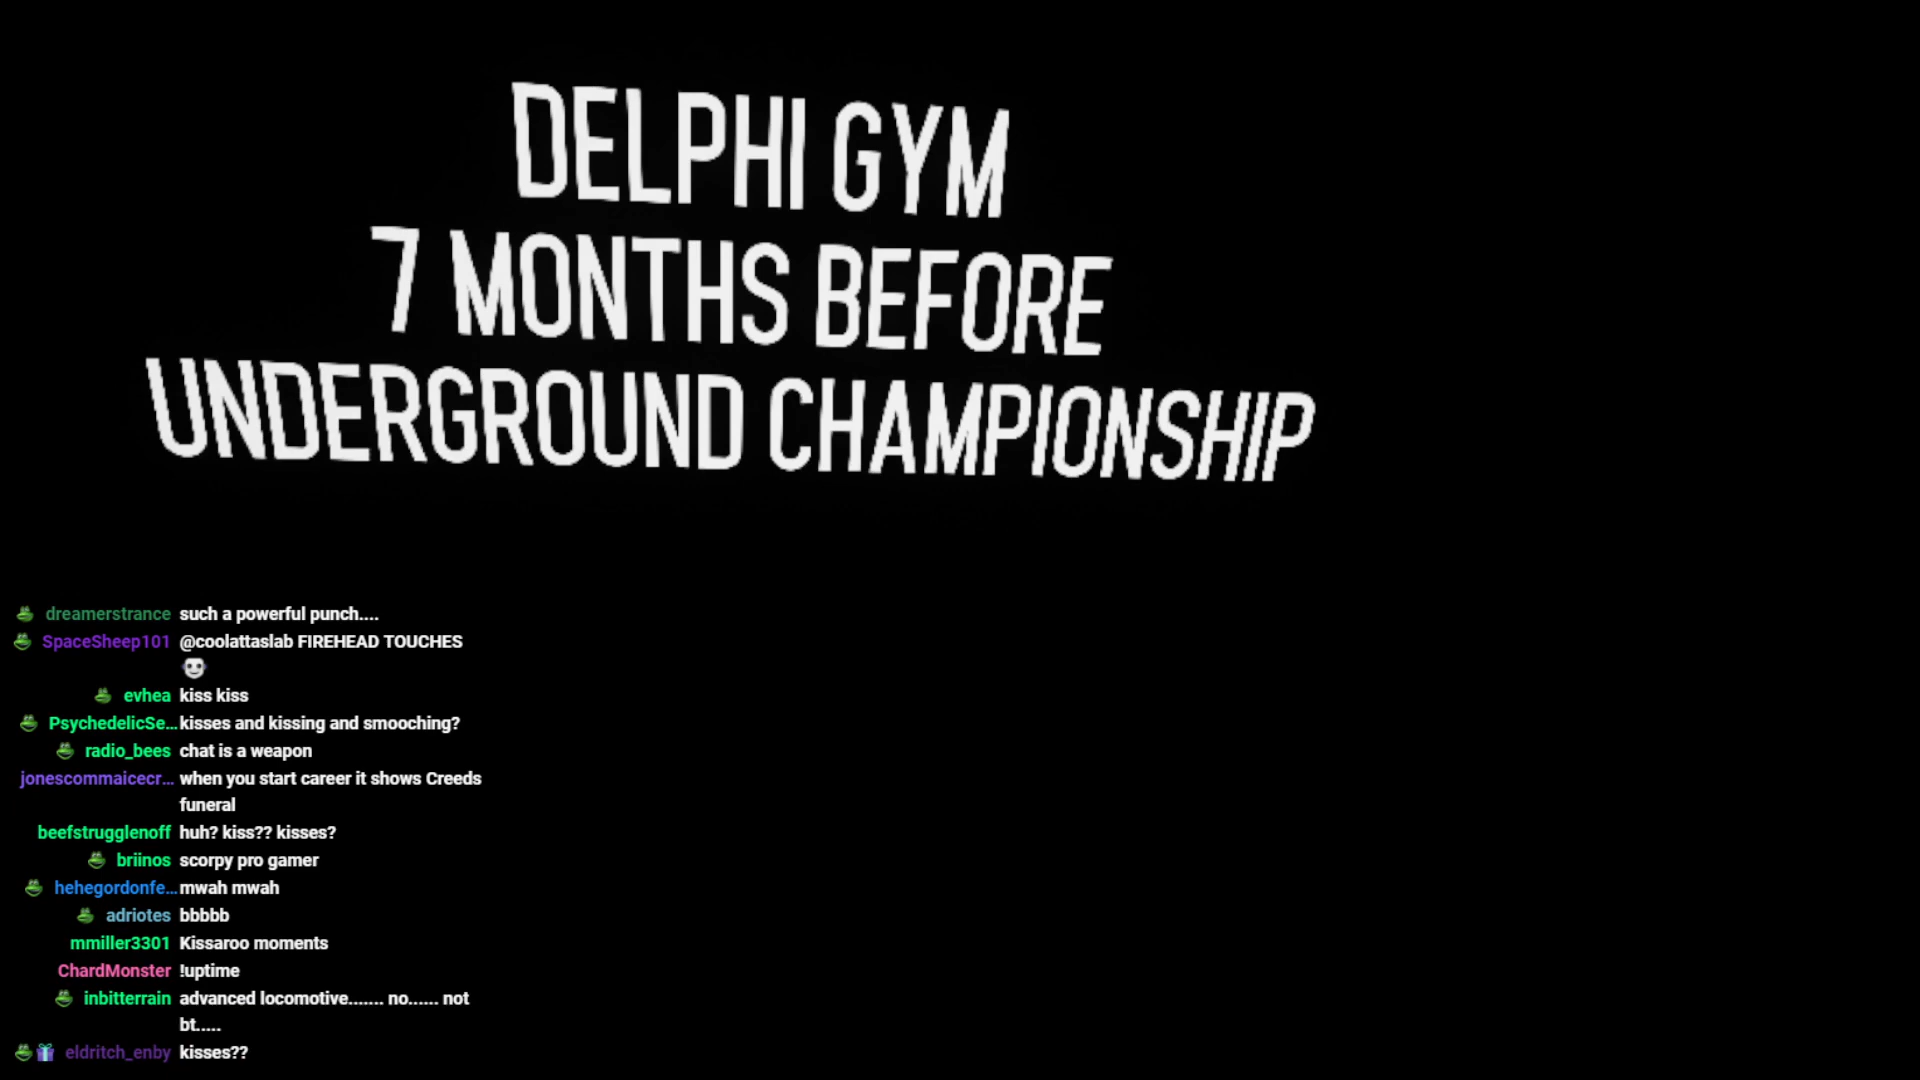 DELPHI GYM
7 MONTHS BEFORE
UNDERGROUND CHAMPIONSHIP
dreamerstrance such a powerful punch....
SpaceSheep101 @coolattaslab FIREHEAD TOUCHES
evhea kiss kiss
PsychedelicSe... kisses and kissing and smooching?
radio_bees chat is a weapon
jonescommaicecr... when you start career it shows Creeds
funeral
beefstrugglenoff huh? kiss?? kisses?
briinos scorpy pro gamer
hehegordonfe... mwah mwah
adriotes bbbbb
mmiller3301 Kissaroo moments
ChardMonster !uptime
inbitterrain advanced locomotive....... no...... not
bt.....
eldritch_enby kisses??